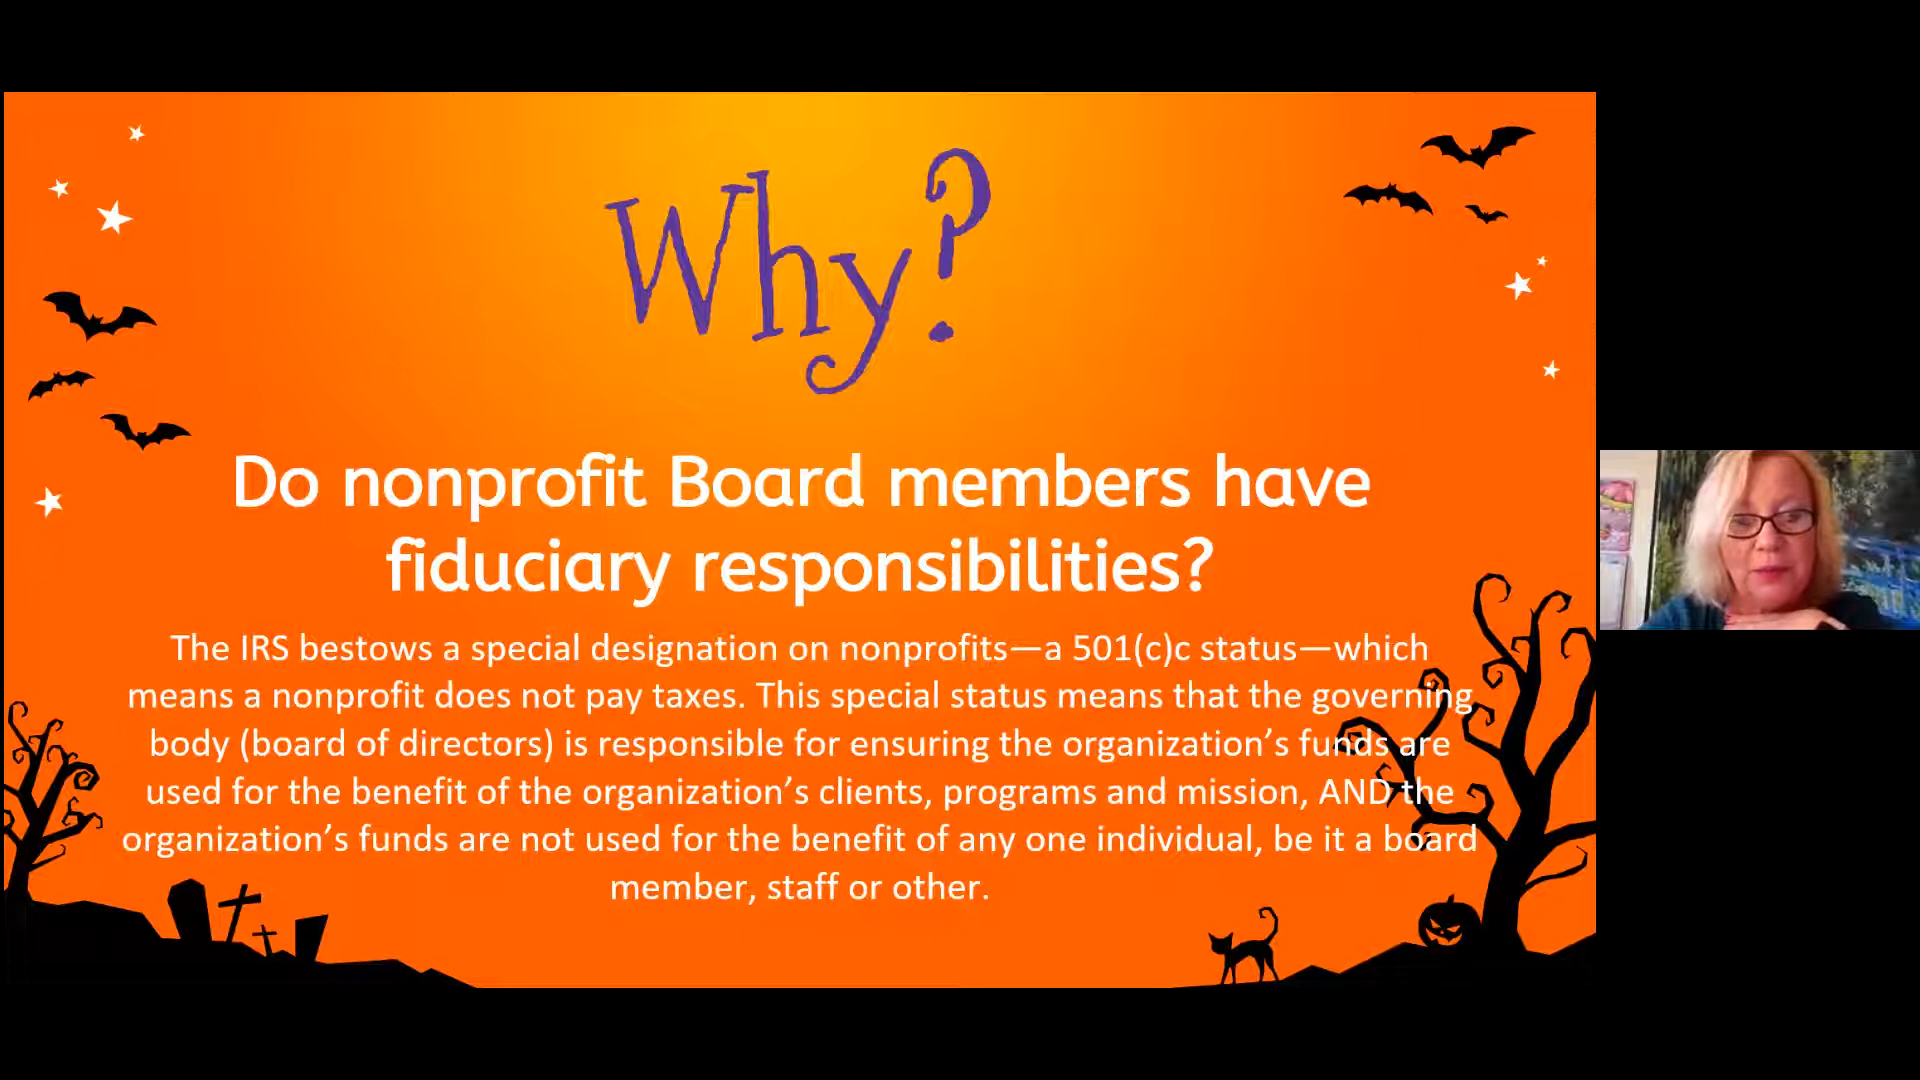 Why?
Do nonprofit Board members have
fiduciary responsibilities?
The IRS bestows a special designation on nonprofits—a 501(c)c status—which
means a nonprofit does not pay taxes. This special status means that the governing
body (board of directors) is responsible for ensuring the organization’s funds are
used for the benefit of the organization’s clients, programs and mission, AND the
organization’s funds are not used for the benefit of any one individual, be it a board
member, staff or other.